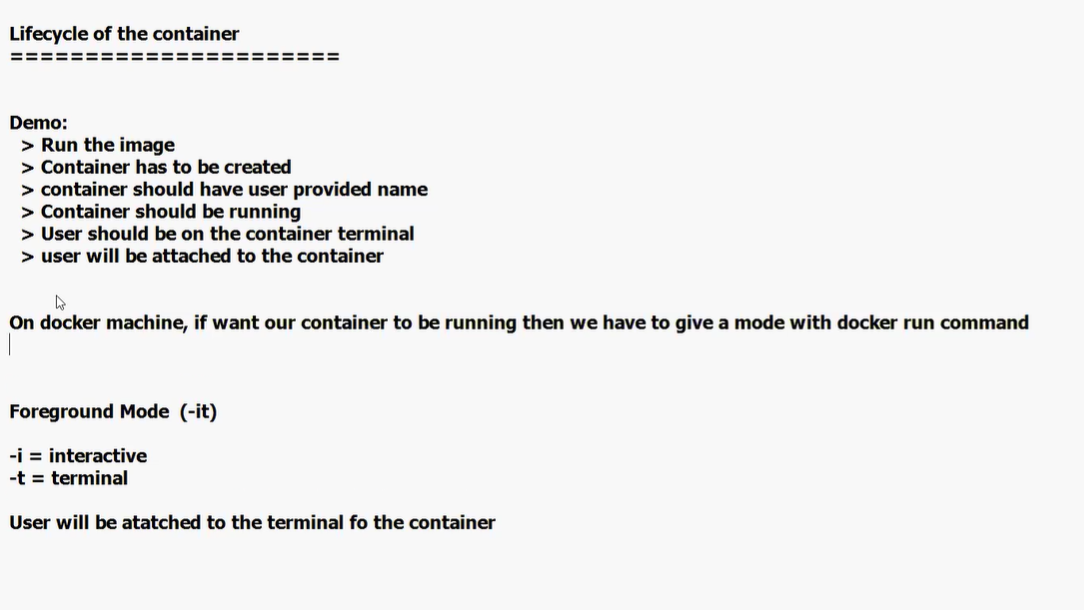 Lifecycle of the container
======================
Demo:
> Run the image
> Container has to be created
> container should have user provided name
> Container should be running
> User should be on the container terminal
> user will be attached to the container
On docker machine, if want our container to be running then we have to give a mode with docker run command
Foreground Mode (-it)
-i = interactive
-t = terminal
User will be atatched to the terminal fo the container